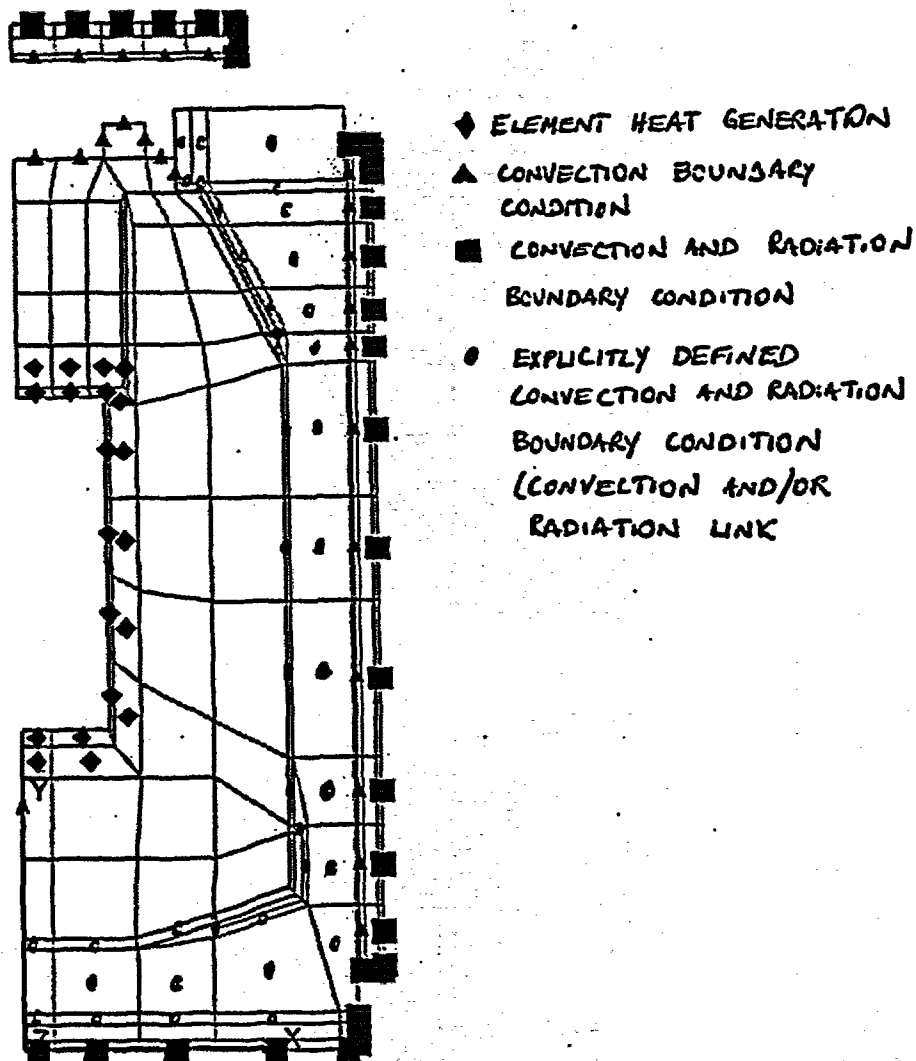 ELEMENT HEAT GENERATION
CONVECTION BOUNDARY
CONDITION
CONVECTION AND RADIATION
BOUNDARY CONDITION
EXPLICITLY DEFINED
CONVECTION AND RADIATION
BOUNDARY CONDITION
(CONVECTION AND/OR
RADIATION LINK
Y
Z
X